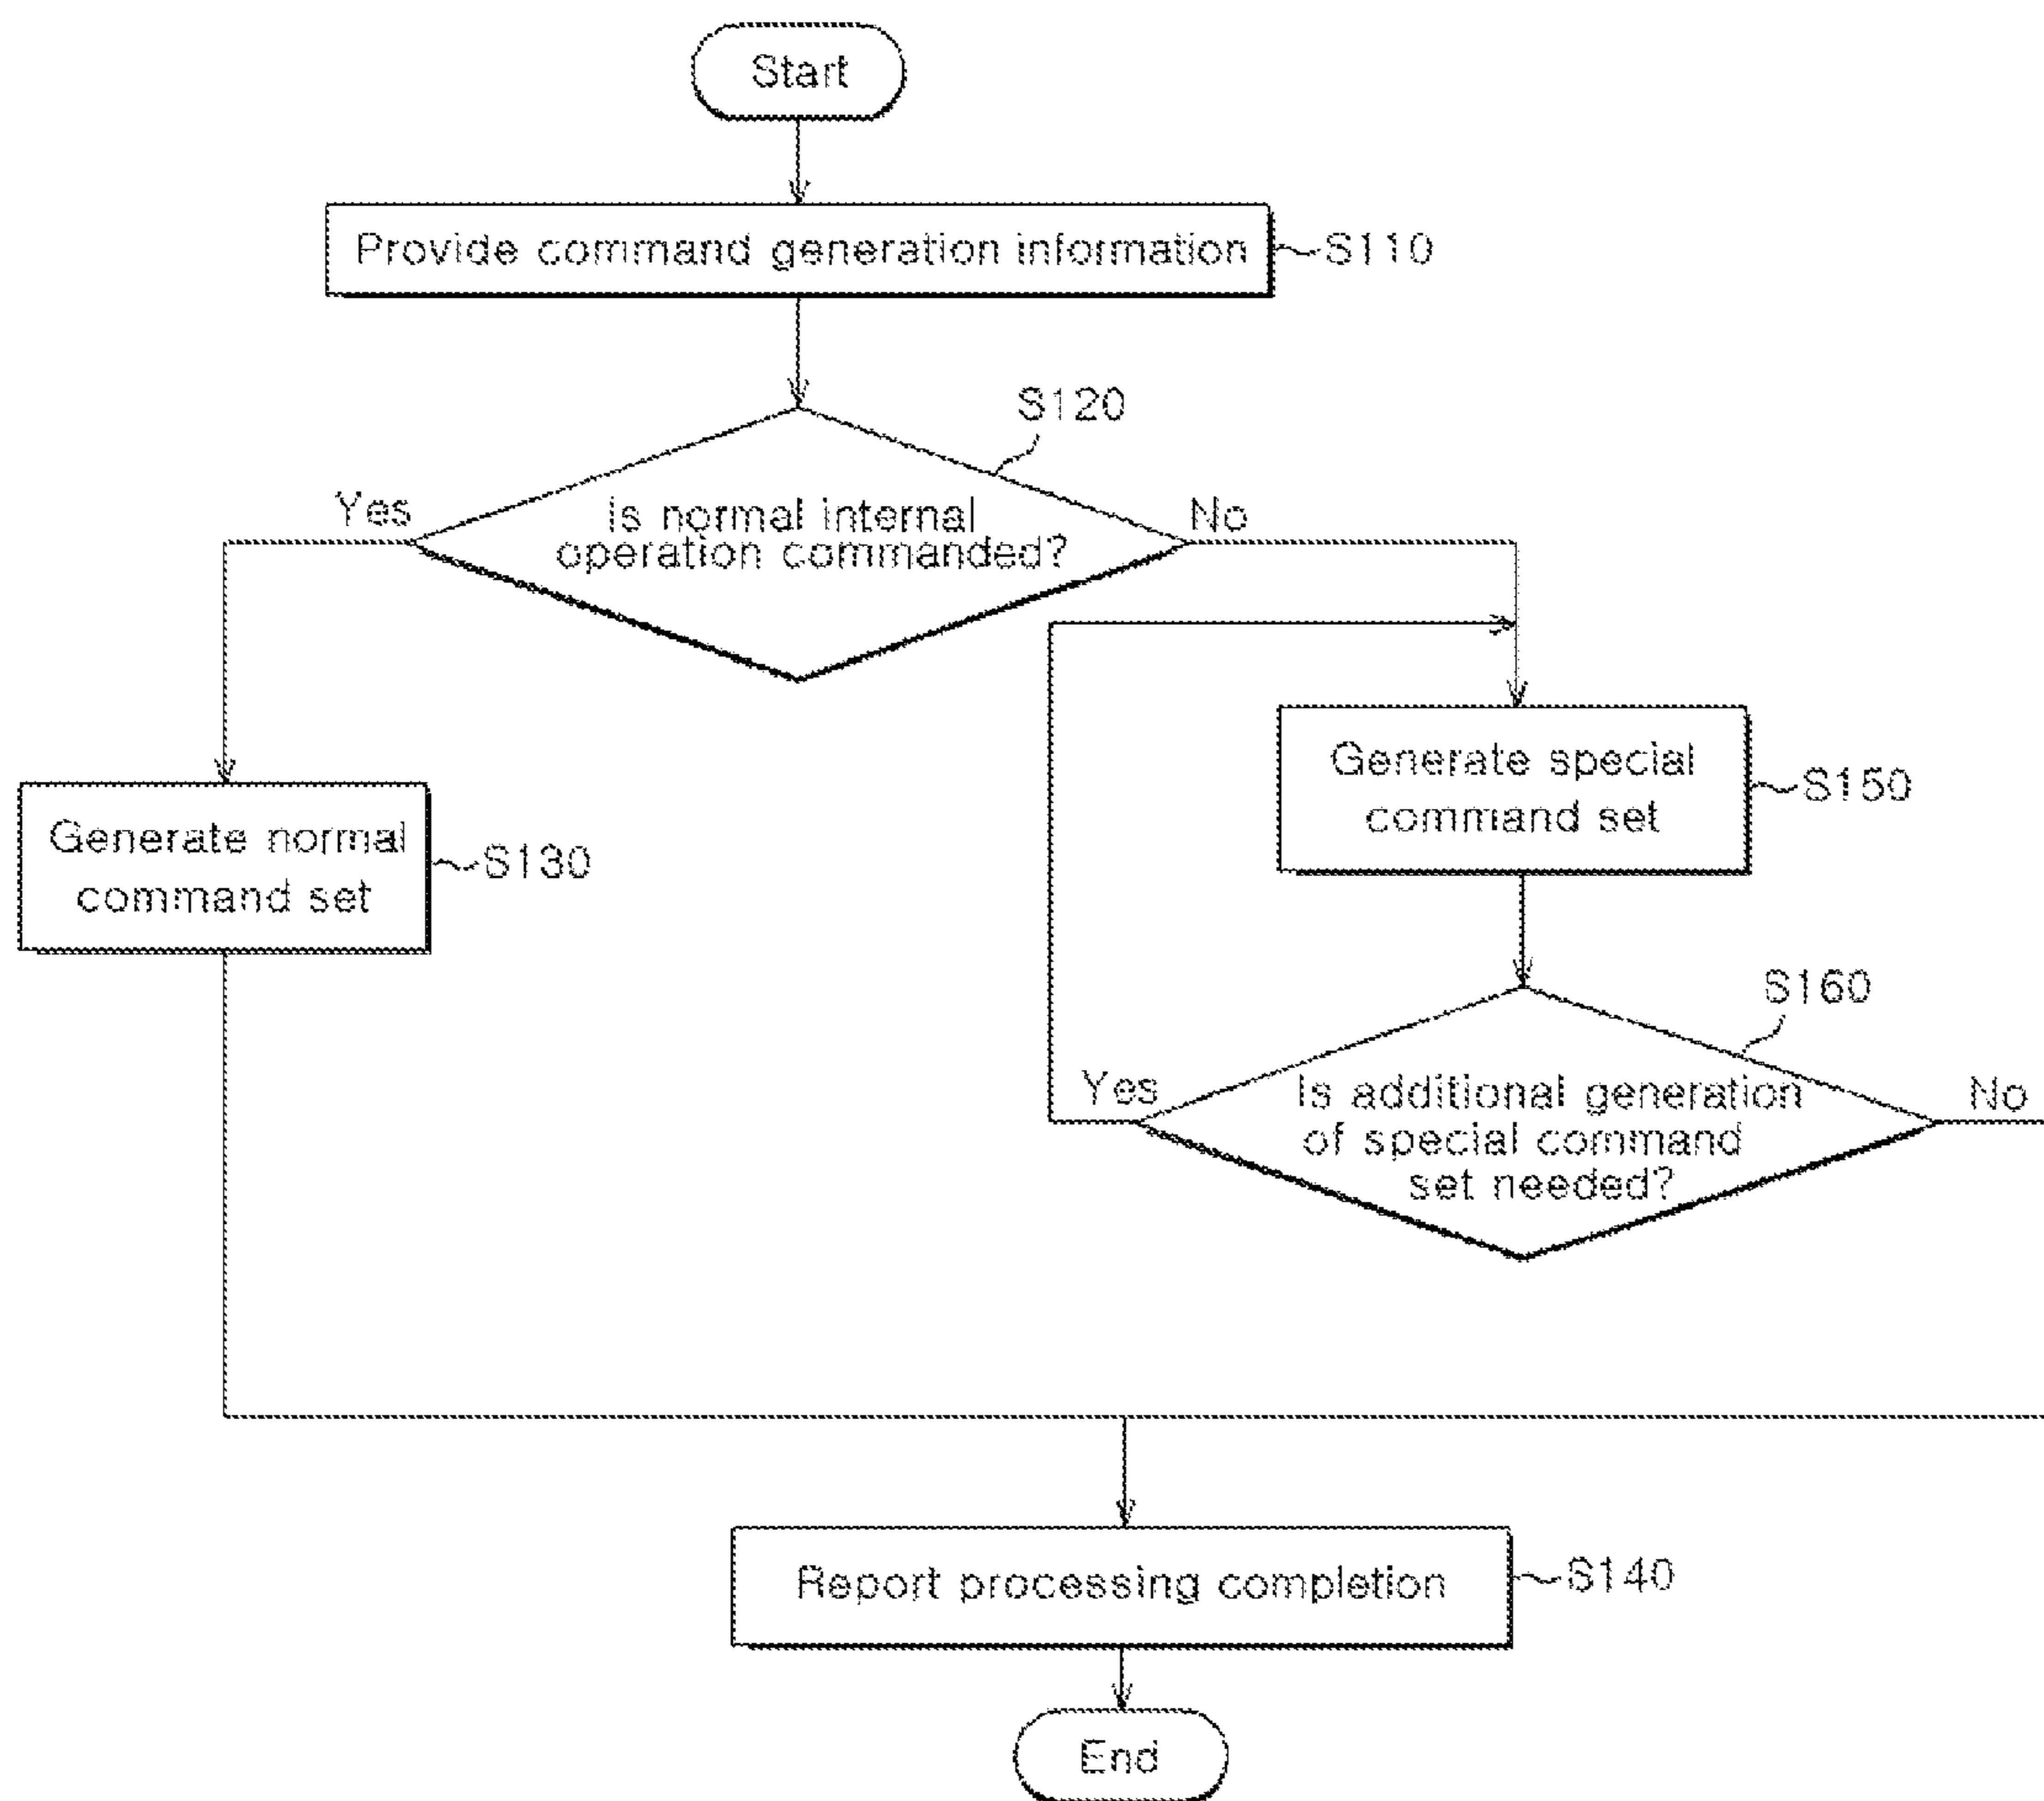 Start
Provide command generation information
S110
S120
Yes
Is normal internal
operation commanded?
No
Generate special
command set
S150
Generate normal
command set
S130
S160
Yes
Is additional generation
of special command
set needed?
No
Report processing completion
S140
End